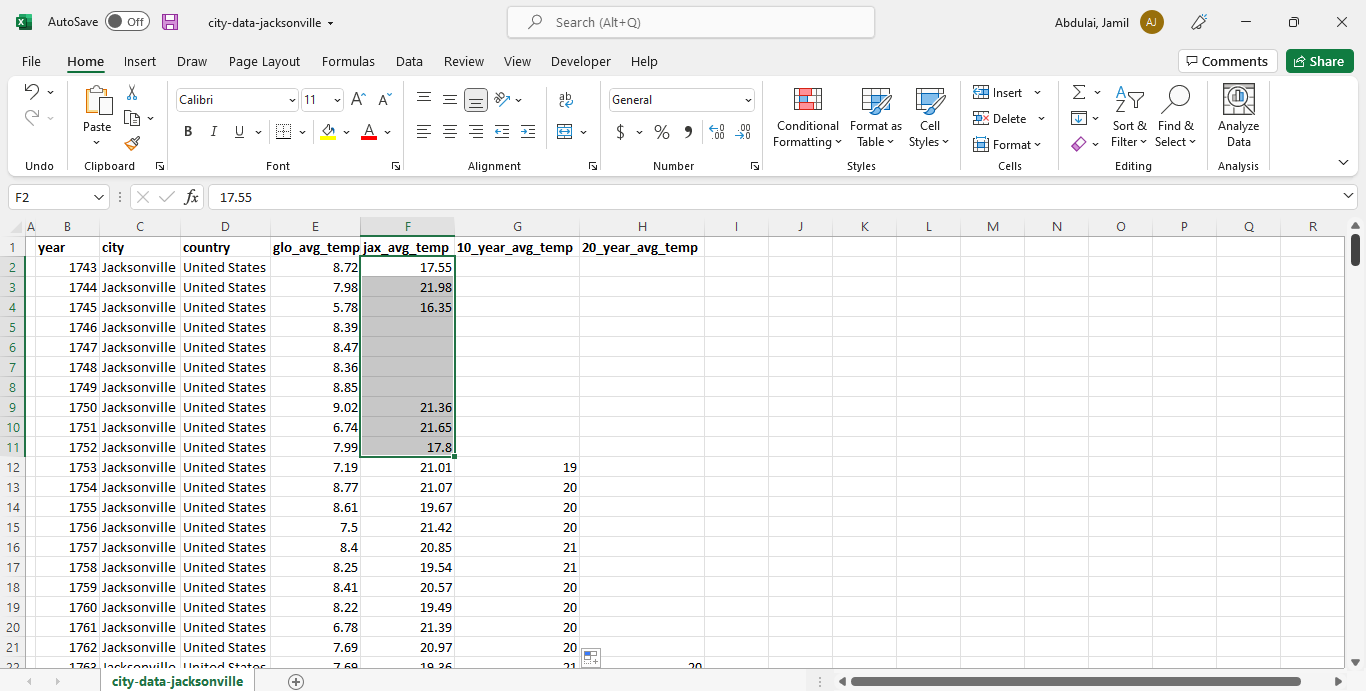 AutoSave Off city-data-jacksonville Search (Alt+Q) Abdulai, Jamil AJ
File Home Insert Draw Page Layout Formulas Data Review View Developer Help Comments Share
Calibri 11 A A ab c General Insert Σ A Z
Paste B I U A $ % 9 .00 .00 Conditional Format as Cell Delete Sort & Find & Analyze
Formatting Table Styles Format Filter Select Data
Undo Clipboard Font Alignment Number Styles Cells Editing Analysis
F2 fx 17.55
A B C D E F G H I J K L M N O P Q R
1 year city country glo_avg_temp jax_avg_temp 10_year_avg_temp 20_year_avg_temp
2 1743 Jacksonville United States 8.72 17.55
3 1744 Jacksonville United States 7.98 21.98
4 1745 Jacksonville United States 5.78 16.35
5 1746 Jacksonville United States 8.39
6 1747 Jacksonville United States 8.47
7 1748 Jacksonville United States 8.36
8 1749 Jacksonville United States 8.85
9 1750 Jacksonville United States 9.02 21.36
10 1751 Jacksonville United States 6.74 21.65
11 1752 Jacksonville United States 7.99 17.8
12 1753 Jacksonville United States 7.19 21.01 19
13 1754 Jacksonville United States 8.77 21.07 20
14 1755 Jacksonville United States 8.61 19.67 20
15 1756 Jacksonville United States 7.5 21.42 20
16 1757 Jacksonville United States 8.4 20.85 21
17 1758 Jacksonville United States 8.25 19.54 21
18 1759 Jacksonville United States 8.41 20.57 20
19 1760 Jacksonville United States 8.22 19.49 20
20 1761 Jacksonville United States 6.78 21.39 20
21 1762 Jacksonville United States 7.69 20.97 20
22 1763 Jacksonville United States 7.69 19.36 21 20
city-data-jacksonville